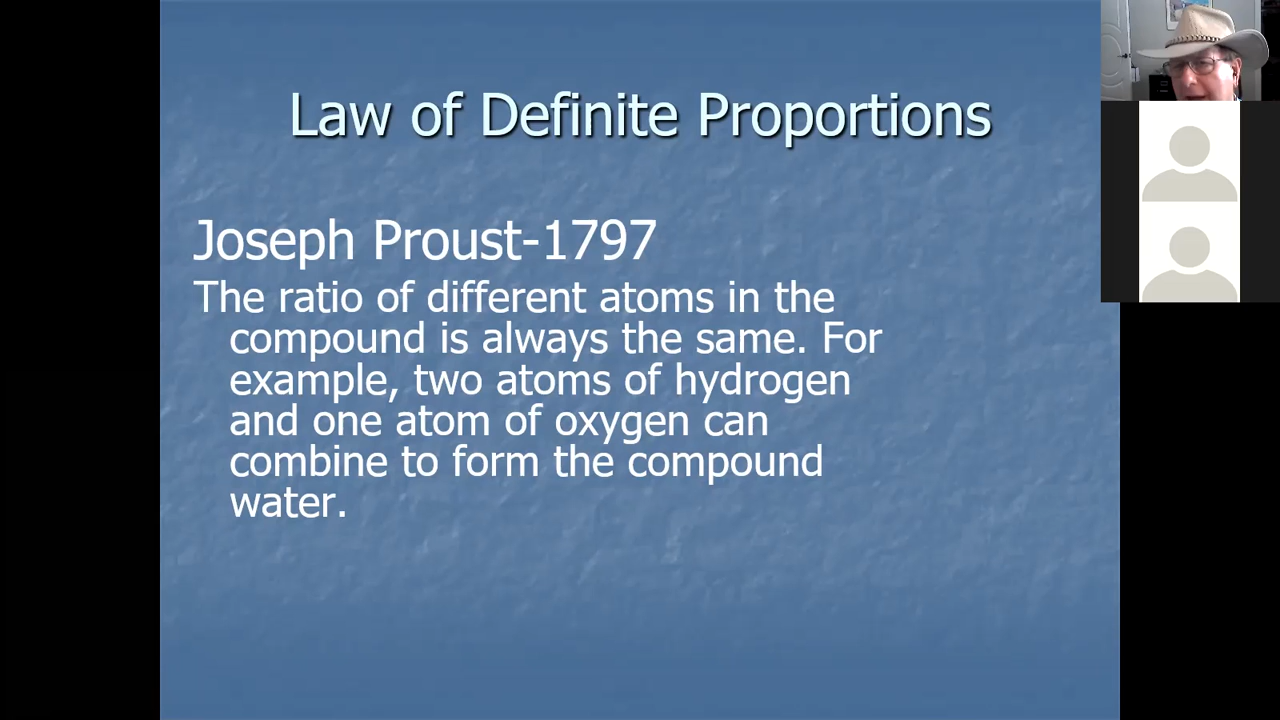 Law of Definite Proportions
Joseph Proust-1797
The ratio of different atoms in the
compound is always the same. For
example, two atoms of hydrogen
and one atom of oxygen can
combine to form the compound
water.